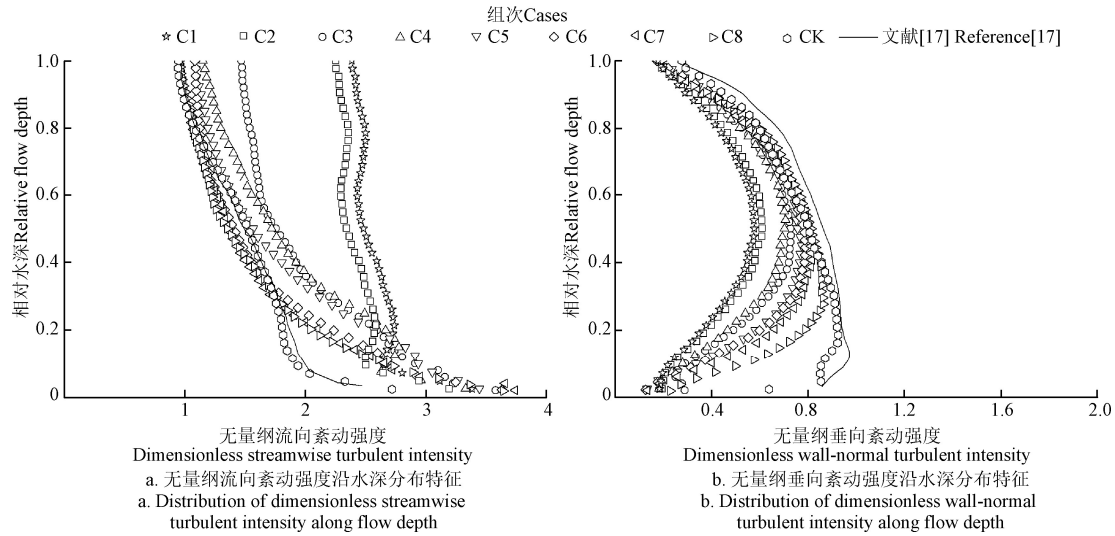 组次Cases
C1 C2 C3 C4 C5 C6 C7 C8 CK 文献[17] Reference[17]
相对水深Relative flow depth
1.0
0.8
0.6
0.4
0.2
0
1 2 3 4
无量纲流向紊动强度
Dimensionless streamwise turbulent intensity
a. 无量纲流向紊动强度沿水深分布特征
a. Distribution of dimensionless streamwise
turbulent intensity along flow depth
相对水深Relative flow depth
1.0
0.8
0.6
0.4
0.2
0
0.4 0.8 1.2 1.6 2.0
无量纲垂向紊动强度
Dimensionless wall-normal turbulent intensity
b. 无量纲垂向紊动强度沿水深分布特征
b. Distribution of dimensionless wall-normal
turbulent intensity along flow depth